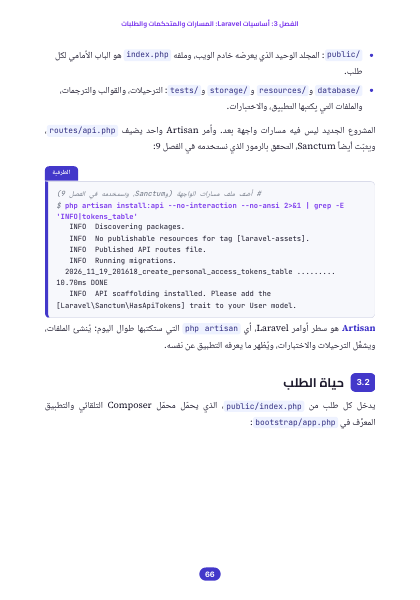 الفصل 3: أساسيات Laravel: المسارات والمتحكمات والطلبات
• public/ : المجلد الوحيد الذي يعرضه خادم الويب، وملفه index.php هو الباب الأمامي لكل
طلب.
• database/ و resources/ و storage/ و tests/ : الترحيلات، والقوالب والترجمات،
والملفات التي يكتبها التطبيق، والاختبارات.
المشروع الجديد ليس فيه مسارات واجهة بعد. وأمر Artisan واحد يضيف routes/api.php،
ويثبّت أيضاً Sanctum، التحقق بالرموز الذي نستخدمه في الفصل 9:
الطرفية
# أضف ملف مسارات الواجهة (وSanctum، ونستخدمه في الفصل 9)
$ php artisan install:api --no-interaction --no-ansi 2>&1 | grep -E
'INFO|tokens_table'
INFO  Discovering packages.
INFO  No publishable resources for tag [laravel-assets].
INFO  Published API routes file.
INFO  Running migrations.
2026_11_19_201618_create_personal_access_tokens_table .........
10.70ms DONE
INFO  API scaffolding installed. Please add the
[Laravel\Sanctum\HasApiTokens] trait to your User model.
Artisan هو سطر أوامر Laravel، أي php artisan التي ستكتبها طوال اليوم: يُنشئ الملفات،
ويشغّل الترحيلات والاختبارات، ويُظهر ما يعرفه التطبيق عن نفسه.
3.2 حياة الطلب
يدخل كل طلب من public/index.php، الذي يحمّل محمّل Composer التلقائي والتطبيق
المعرَّف في bootstrap/app.php:
66